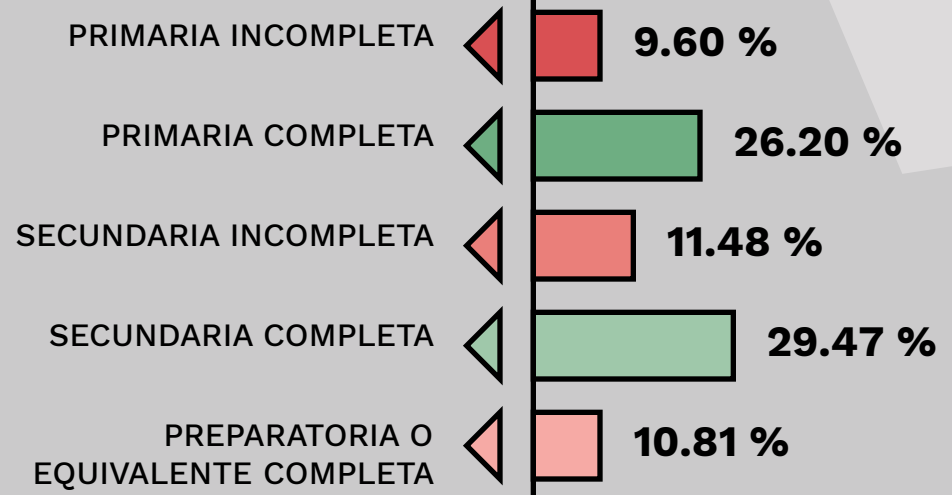 PRIMARIA INCOMPLETA
9.60 %
PRIMARIA COMPLETA
26.20 %
SECUNDARIA INCOMPLETA
11.48 %
SECUNDARIA COMPLETA
29.47 %
PREPARATORIA O
EQUIVALENTE COMPLETA
10.81 %